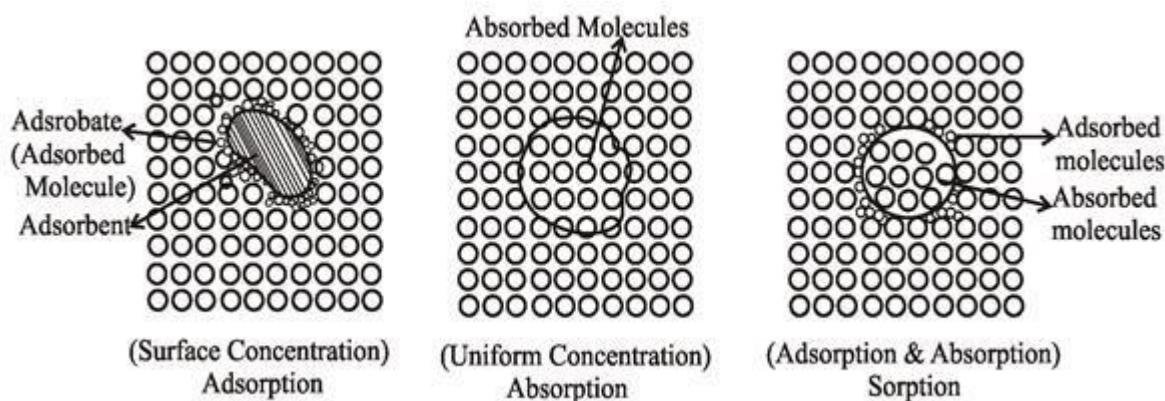 Absorbed Molecules
Adsrobate
(Adsorbed
Molecule)
Adsorbent
Adsorbed
molecules
Absorbed
molecules
(Surface Concentration)
Adsorption
(Uniform Concentration)
Absorption
(Adsorption & Absorption)
Sorption